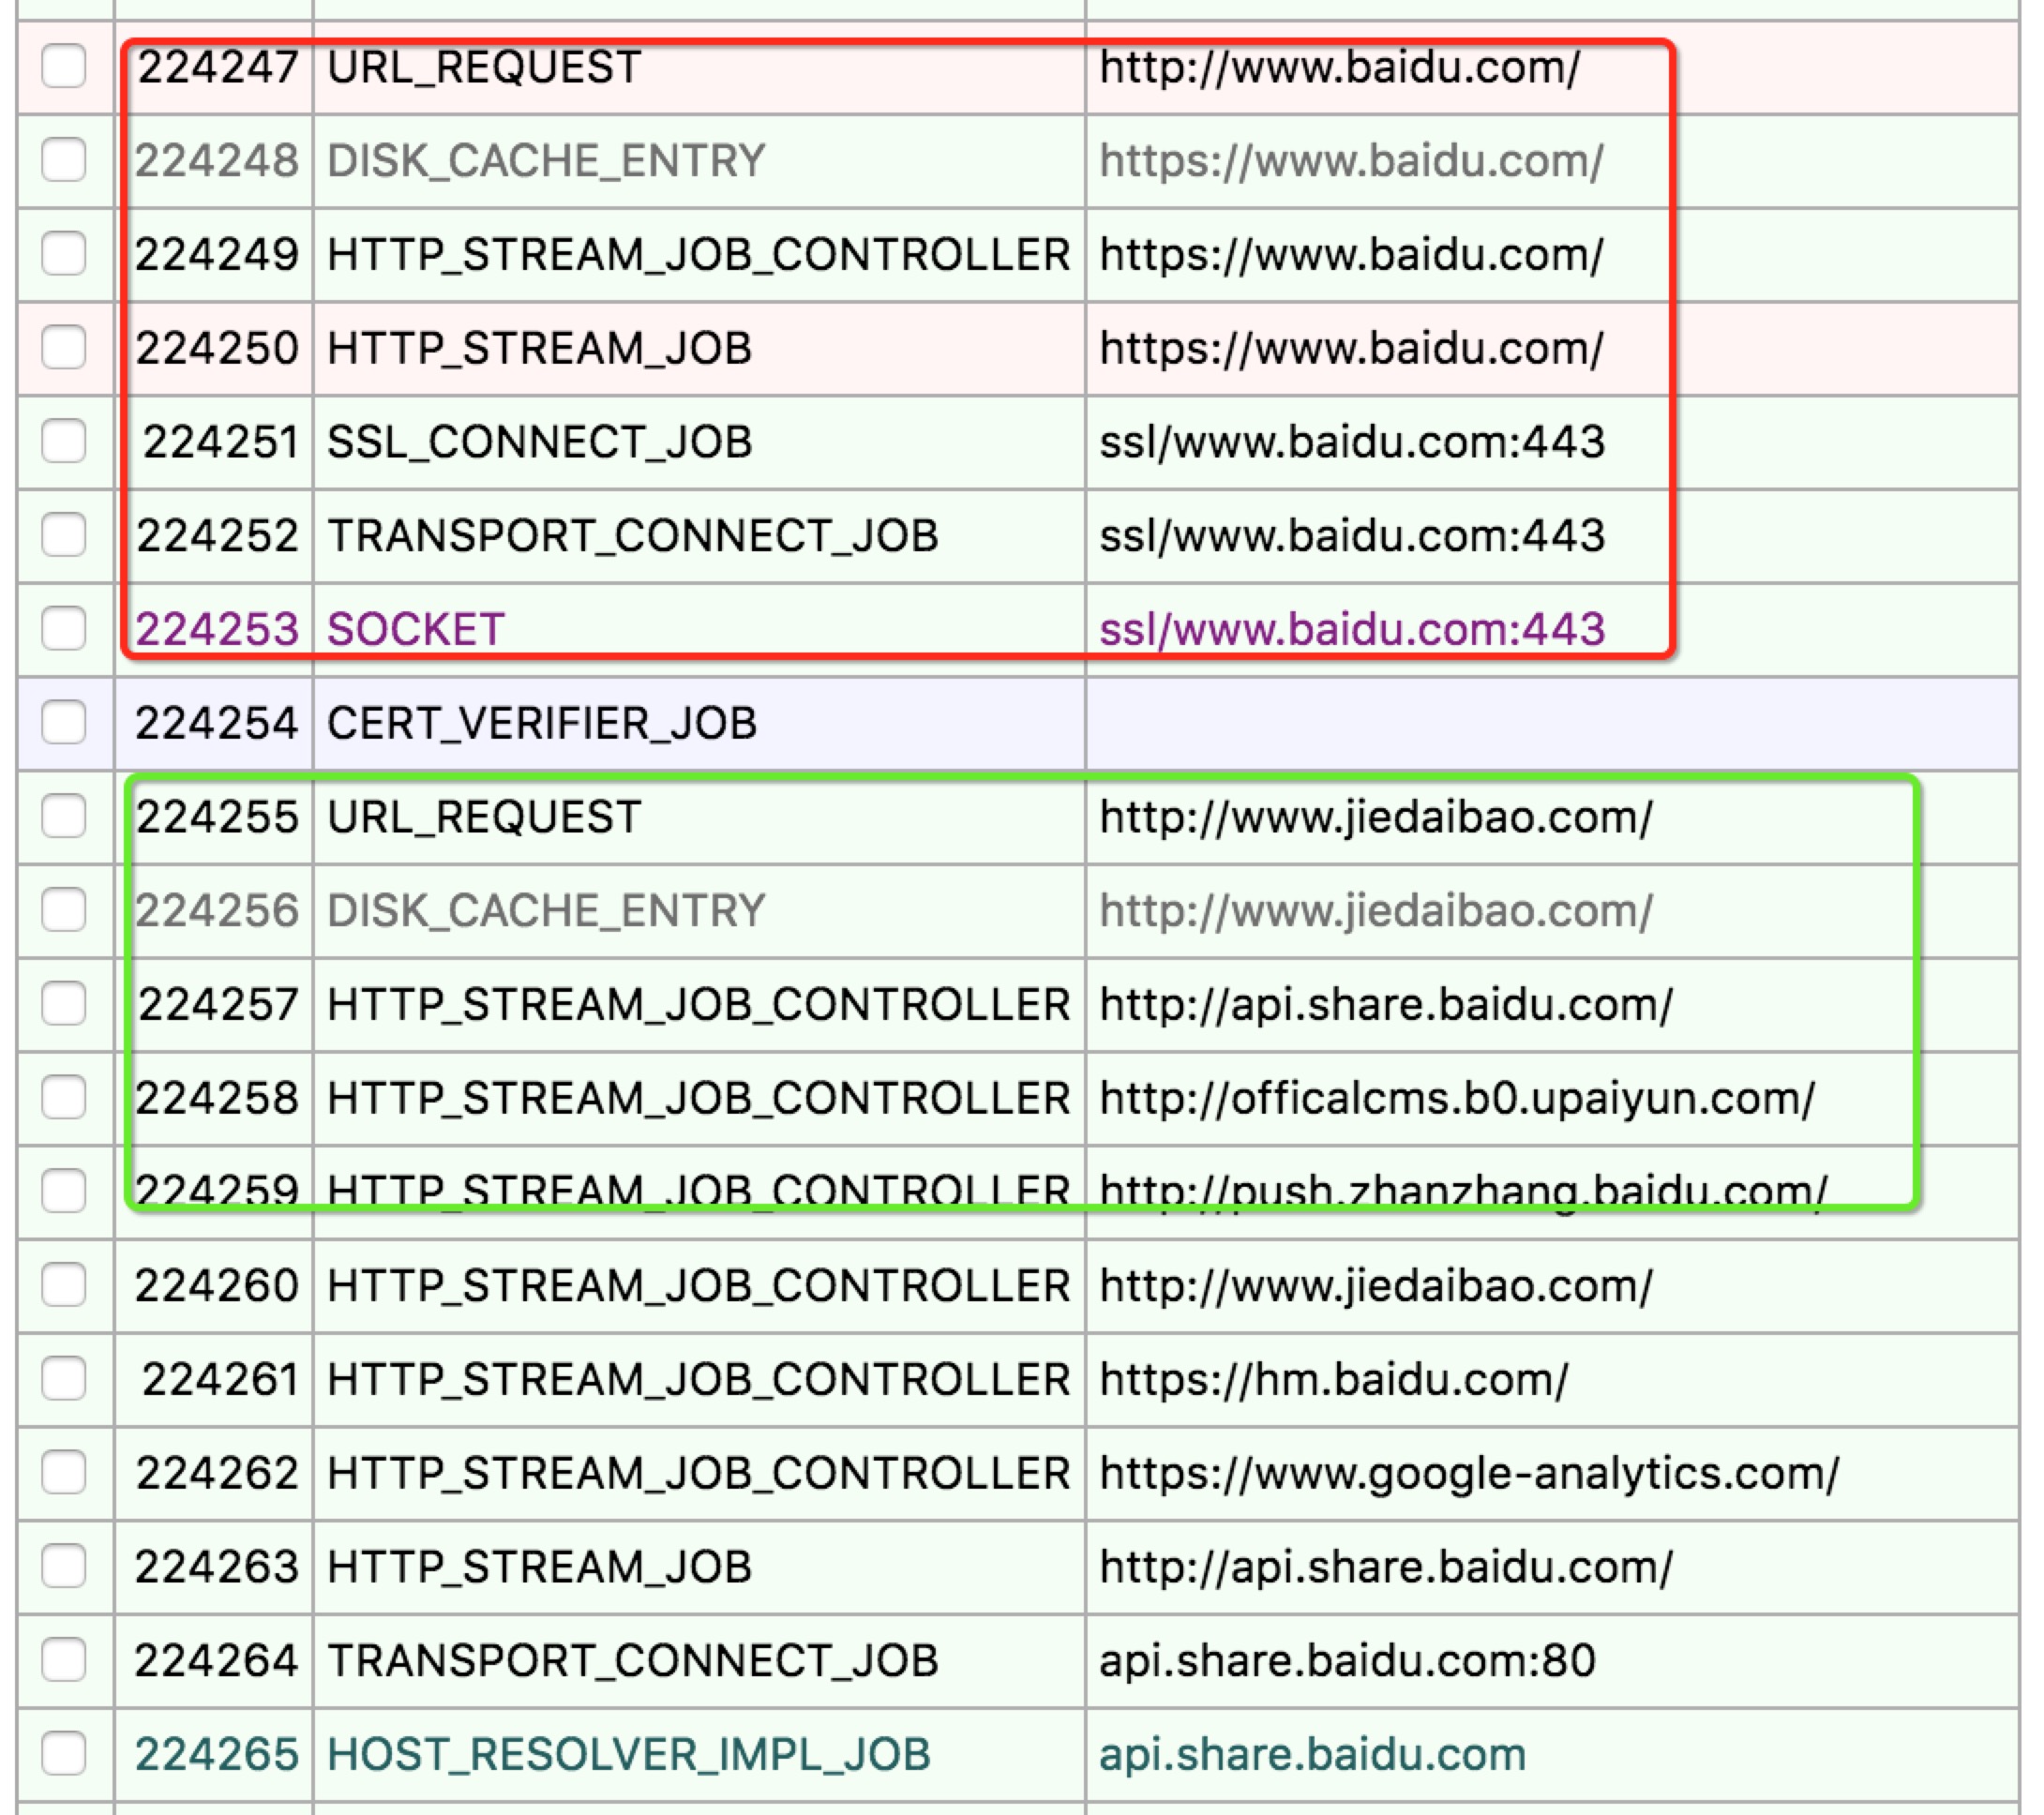 224247 URL_REQUEST http://www.baidu.com/
224248 DISK_CACHE_ENTRY https://www.baidu.com/
224249 HTTP_STREAM_JOB_CONTROLLER https://www.baidu.com/
224250 HTTP_STREAM_JOB https://www.baidu.com/
224251 SSL_CONNECT_JOB ssl/www.baidu.com:443
224252 TRANSPORT_CONNECT_JOB ssl/www.baidu.com:443
224253 SOCKET ssl/www.baidu.com:443
224254 CERT_VERIFIER_JOB
224255 URL_REQUEST http://www.jiedaibao.com/
224256 DISK_CACHE_ENTRY http://www.jiedaibao.com/
224257 HTTP_STREAM_JOB_CONTROLLER http://api.share.baidu.com/
224258 HTTP_STREAM_JOB_CONTROLLER http://officalcms.b0.upaiyun.com/
224259 HTTP_STREAM_JOB_CONTROLLER http://push.zhanzhang.baidu.com/
224260 HTTP_STREAM_JOB_CONTROLLER http://www.jiedaibao.com/
224261 HTTP_STREAM_JOB_CONTROLLER https://hm.baidu.com/
224262 HTTP_STREAM_JOB_CONTROLLER https://www.google-analytics.com/
224263 HTTP_STREAM_JOB http://api.share.baidu.com/
224264 TRANSPORT_CONNECT_JOB api.share.baidu.com:80
224265 HOST_RESOLVER_IMPL_JOB api.share.baidu.com